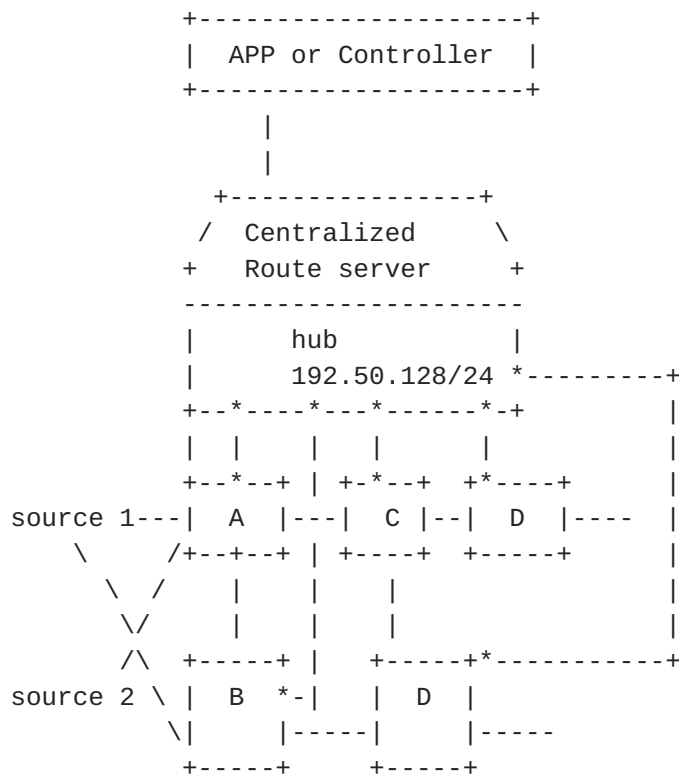 APP or Controller
Centralized
Route server
hub
192.50.128/24
source 1 A C D
source 2 B D